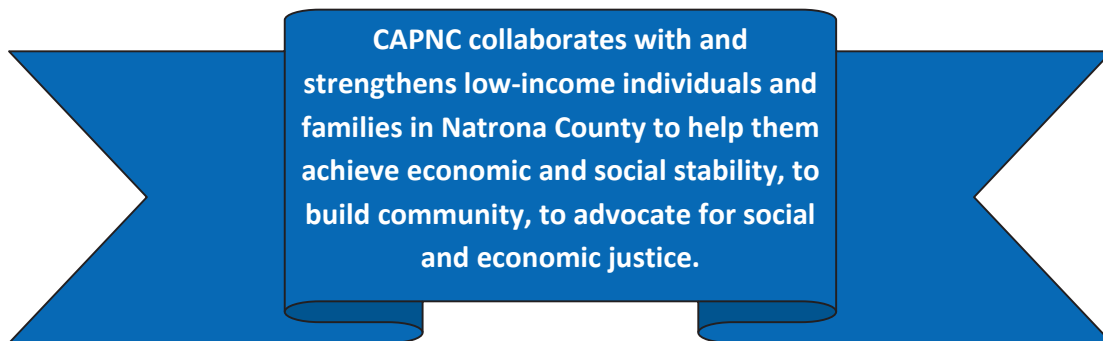 CAPNC collaborates with and
strengthens low-income individuals and
families in Natrona County to help them
achieve economic and social stability, to
build community, to advocate for social
and economic justice.